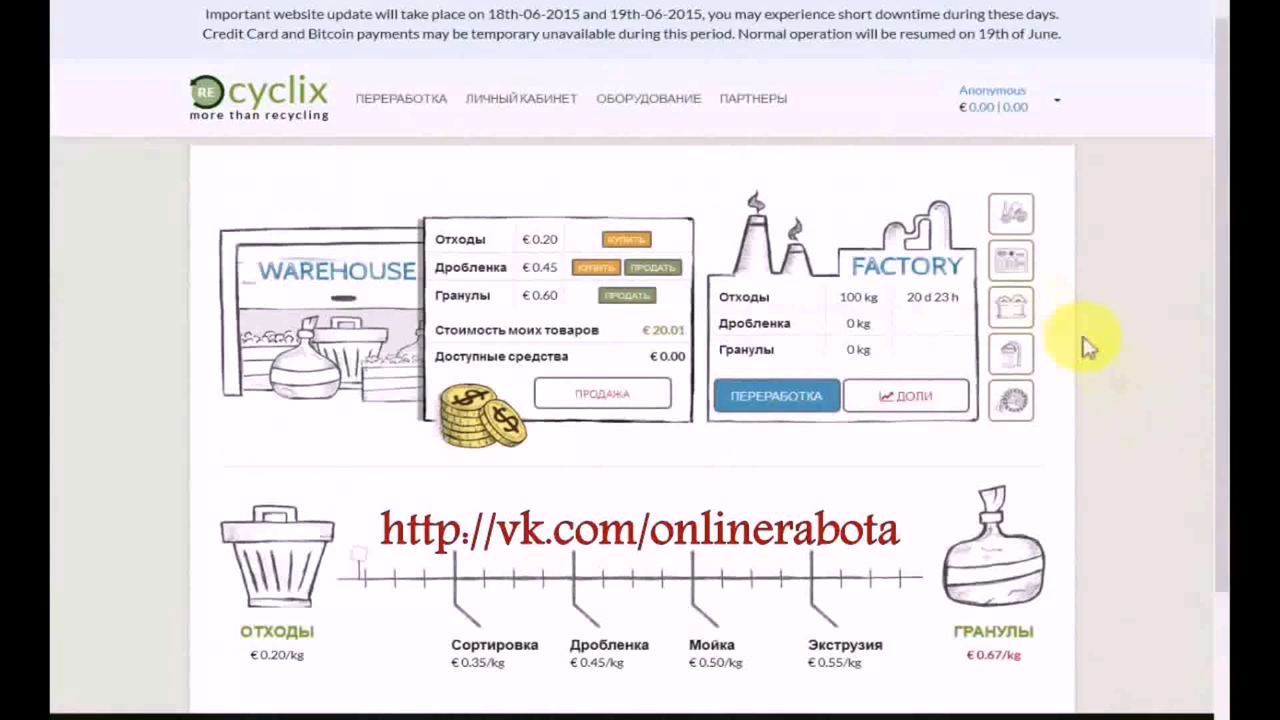 Important website update will take place on 18th-06-2015 and 19th-06-2015, you may experience short downtime during these days.
Credit Card and Bitcoin payments may be temporary unavailable during this period. Normal operation will be resumed on 19th of June.
RE cyclix
more than recycling
ПЕРЕРАБОТКА ЛИЧНЫЙ КАБИНЕТ ОБОРУДОВАНИЕ ПАРТНЕРЫ
Anonymous
€ 0.00 | 0.00
WAREHOUSE
Отходы € 0.20 КУПИТЬ
Дробленка € 0.45 КУПИТЬ ПРОДАТЬ
Гранулы € 0.60 ПРОДАТЬ
Стоимость моих товаров € 20.01
Доступные средства € 0.00
ПРОДАЖА
FACTORY
Отходы 100 kg 20 d 23 h
Дробленка 0 kg
Гранулы 0 kg
ПЕРЕРАБОТКА ДОЛИ
http://vk.com/onlinerabota
ОТХОДЫ
€ 0.20/kg
Сортировка
€ 0.35/kg
Дробленка
€ 0.45/kg
Мойка
€ 0.50/kg
Экструзия
€ 0.55/kg
ГРАНУЛЫ
€ 0.67/kg